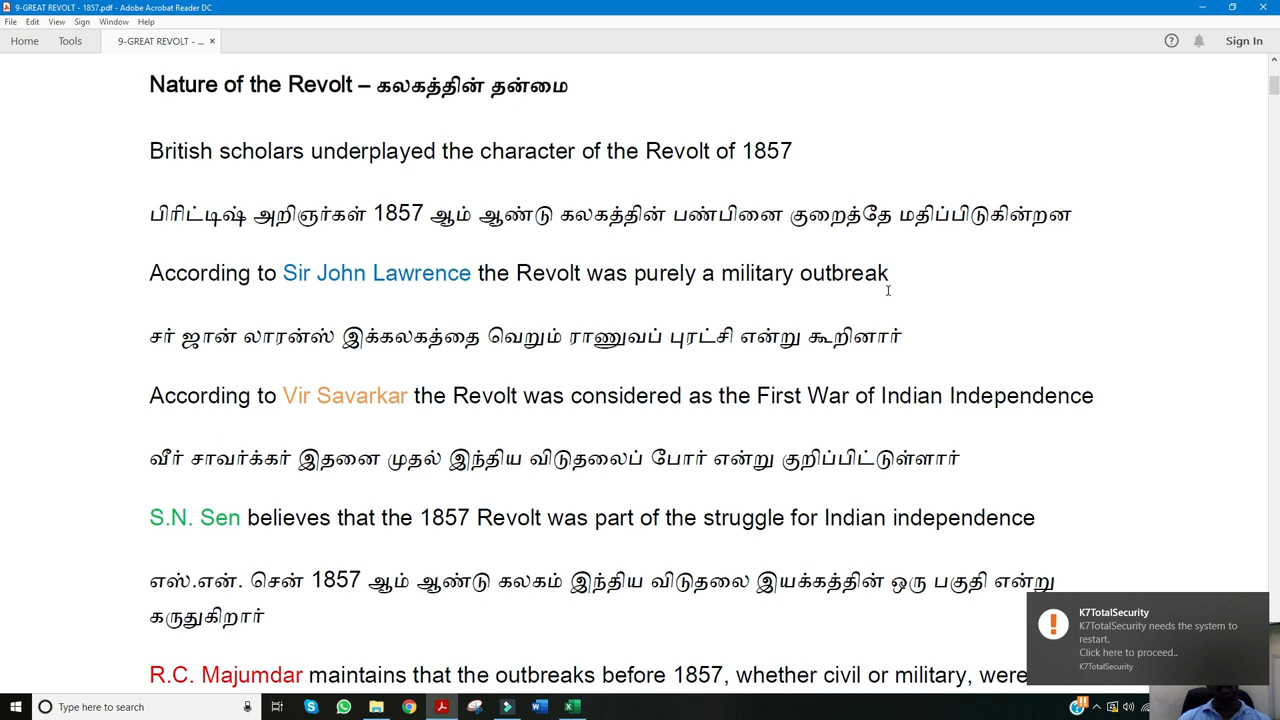 9-GREAT REVOLT - 1857.pdf - Adobe Acrobat Reader DC
File Edit View Sign Window Help
Home Tools 9-GREAT REVOLT - ... × Sign In
Nature of the Revolt – கலகத்தின் தன்மை
British scholars underplayed the character of the Revolt of 1857
பிரிட்டிஷ் அறிஞர்கள் 1857 ஆம் ஆண்டு கலகத்தின் பண்பினை குறைத்தே மதிப்பிடுகின்றன
According to Sir John Lawrence the Revolt was purely a military outbreak
சர் ஜான் லாரன்ஸ் இக்கலகத்தை வெறும் ராணுவப் புரட்சி என்று கூறினார்
According to Vir Savarkar the Revolt was considered as the First War of Indian Independence
வீர் சாவர்க்கர் இதனை முதல் இந்திய விடுதலைப் போர் என்று குறிப்பிட்டுள்ளார்
S.N. Sen believes that the 1857 Revolt was part of the struggle for Indian independence
எஸ்.என். சென் 1857 ஆம் ஆண்டு கலகம் இந்திய விடுதலை இயக்கத்தின் ஒரு பகுதி என்று
கருதுகிறார்
R.C. Majumdar maintains that the outbreaks before 1857, whether civil or military, were
K7TotalSecurity
K7TotalSecurity needs the system to
restart.
Click here to proceed..
K7TotalSecurity
Type here to search